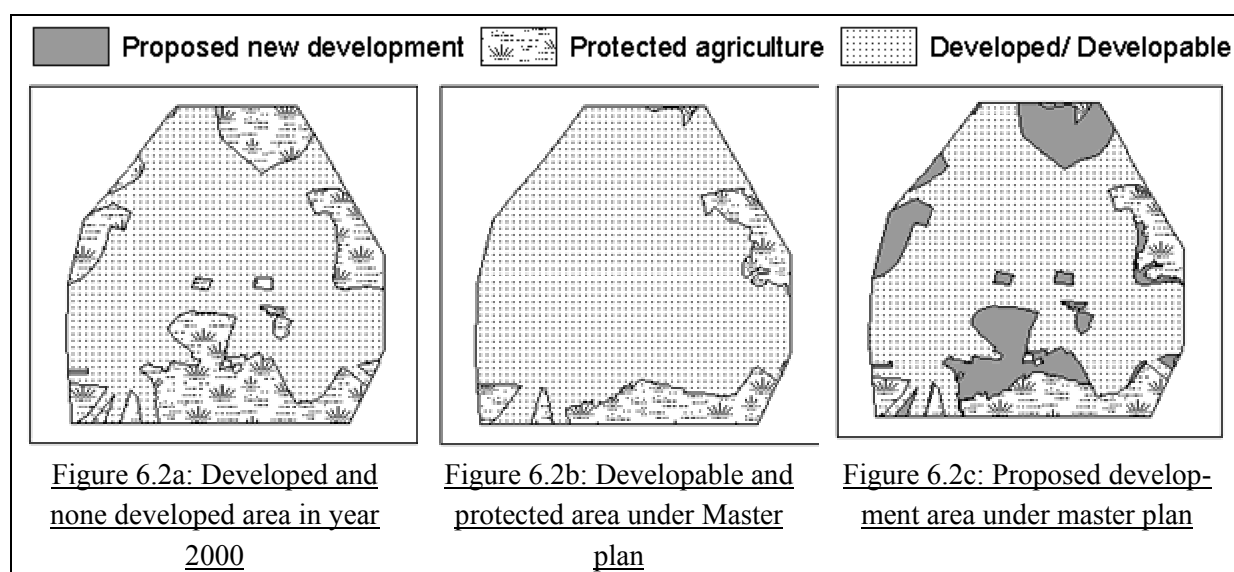 Proposed new development
Protected agriculture
Developed/ Developable
Figure 6.2a: Developed and
none developed area in year
2000
Figure 6.2b: Developable and
protected area under Master
plan
Figure 6.2c: Proposed develop-
ment area under master plan